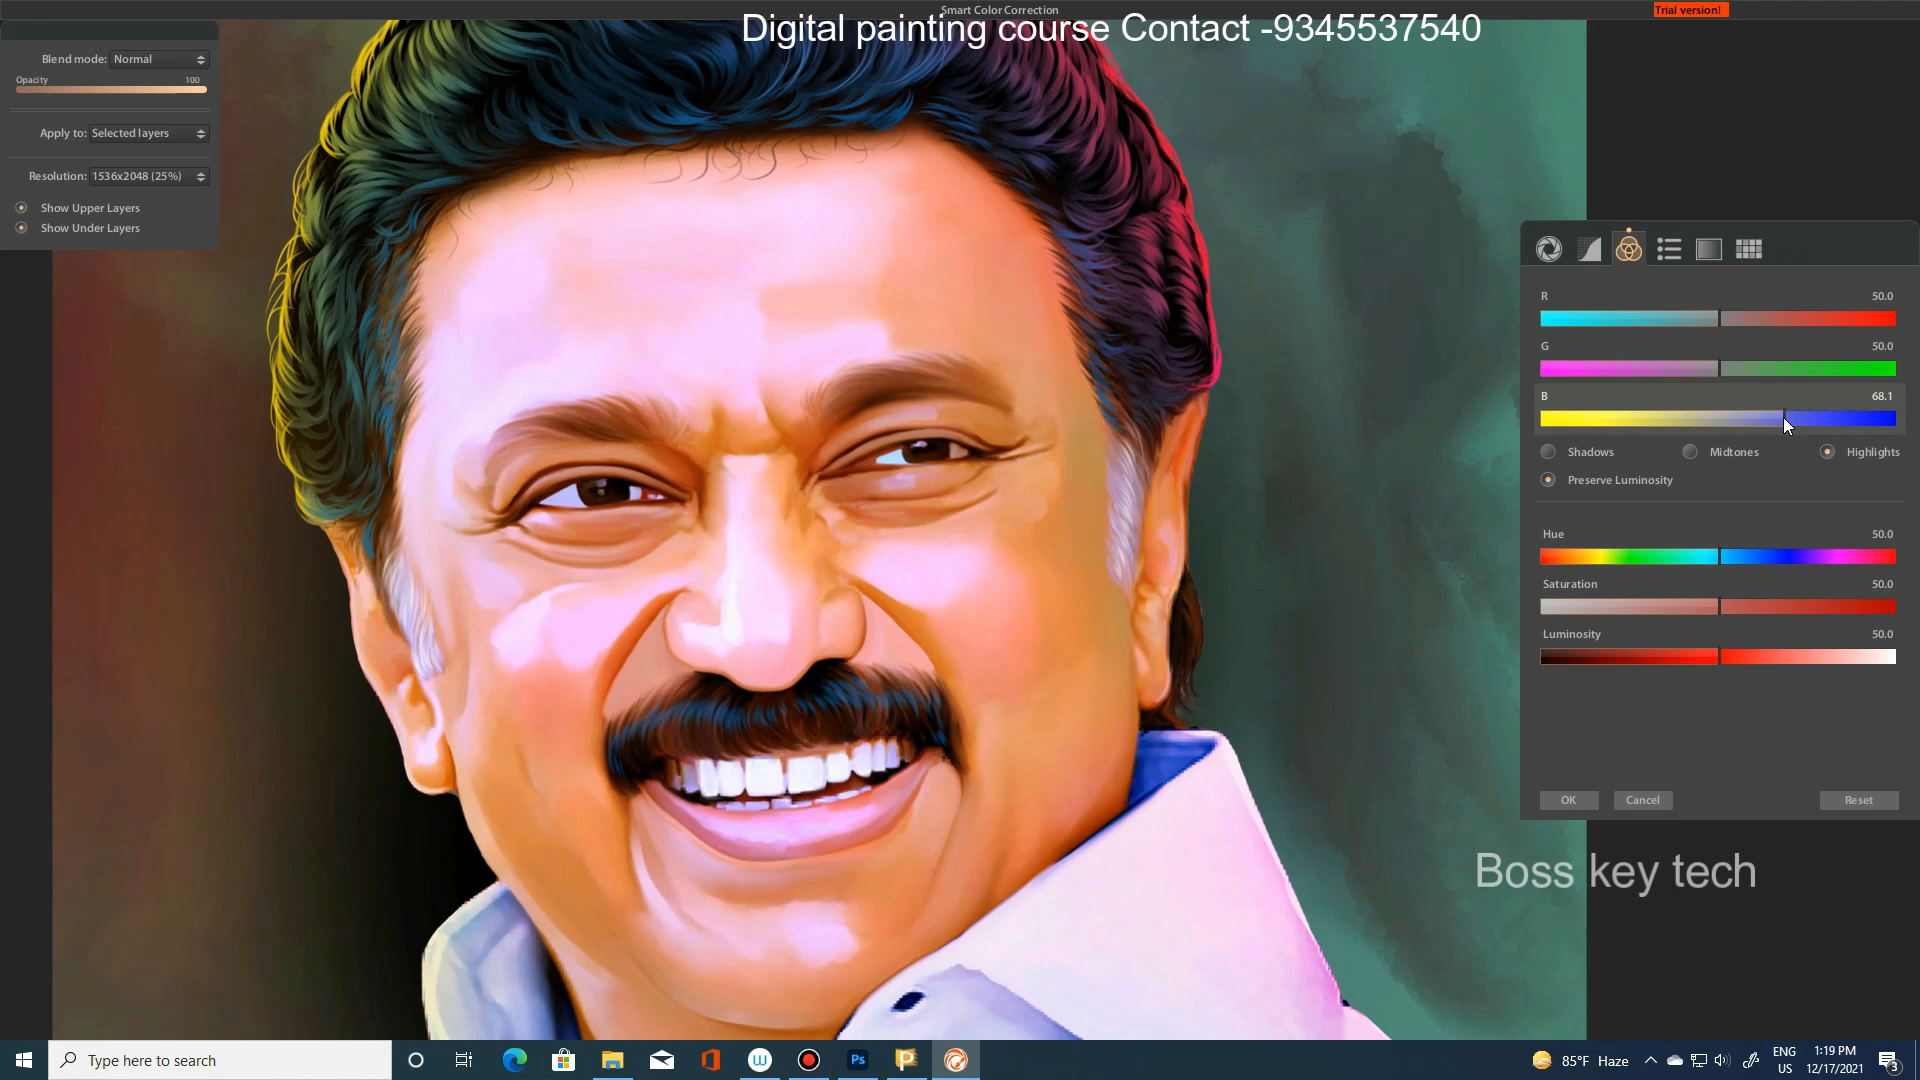 Smart Color Correction
Trial version!
Digital painting course Contact -9345537540
Blend mode: Normal
Opacity 100
Apply to: Selected layers
Resolution: 1536x2048 (25%)
Show Upper Layers
Show Under Layers
R 50.0
G 50.0
B 68.1
Shadows Midtones Highlights
Preserve Luminosity
Hue 50.0
Saturation 50.0
Luminosity 50.0
OK Cancel Reset
Boss key tech
Type here to search
W
Ps
P
85°F Haze
ENG
US
1:19 PM
12/17/2021
3